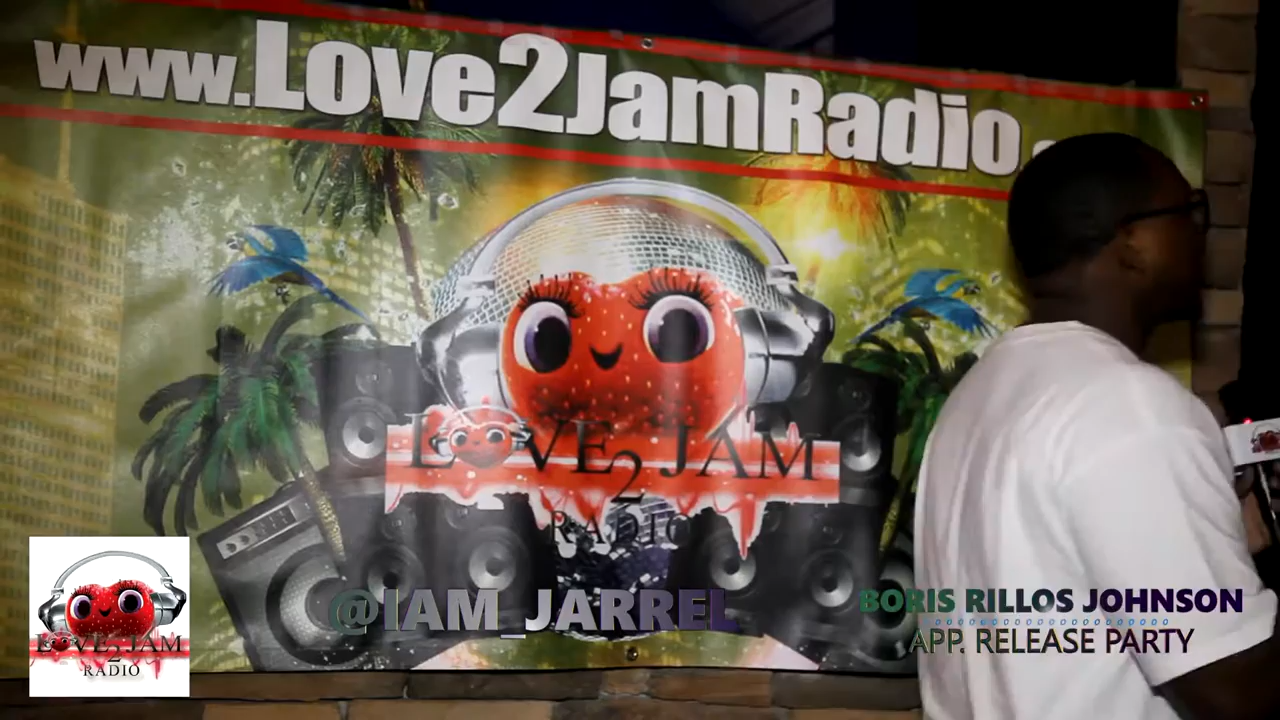 www.Love2JamRadio.
LOVE 2 JAM
RADIO
@IAM_JARREL
BORIS RILLOS JOHNSON
APP. RELEASE PARTY
LOVE 2 JAM
RADIO